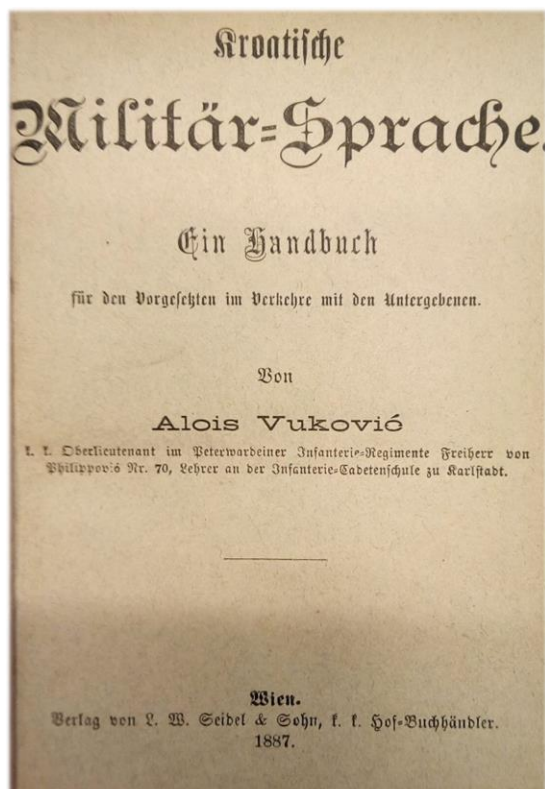 Kroatische
Militär-Sprache.
Ein Handbuch
für den Vorgesetzten im Verkehre mit den Untergebenen.
Von
Alois Vuković
k. k. Oberlieutenant im Peterwardeiner Infanterie-Regimente Freiherr von
Philippović Nr. 70, Lehrer an der Infanterie-Cadetenschule zu Karlstadt.
Wien.
Verlag von L. W. Seidel & Sohn, k. k. Hof-Buchhändler.
1887.